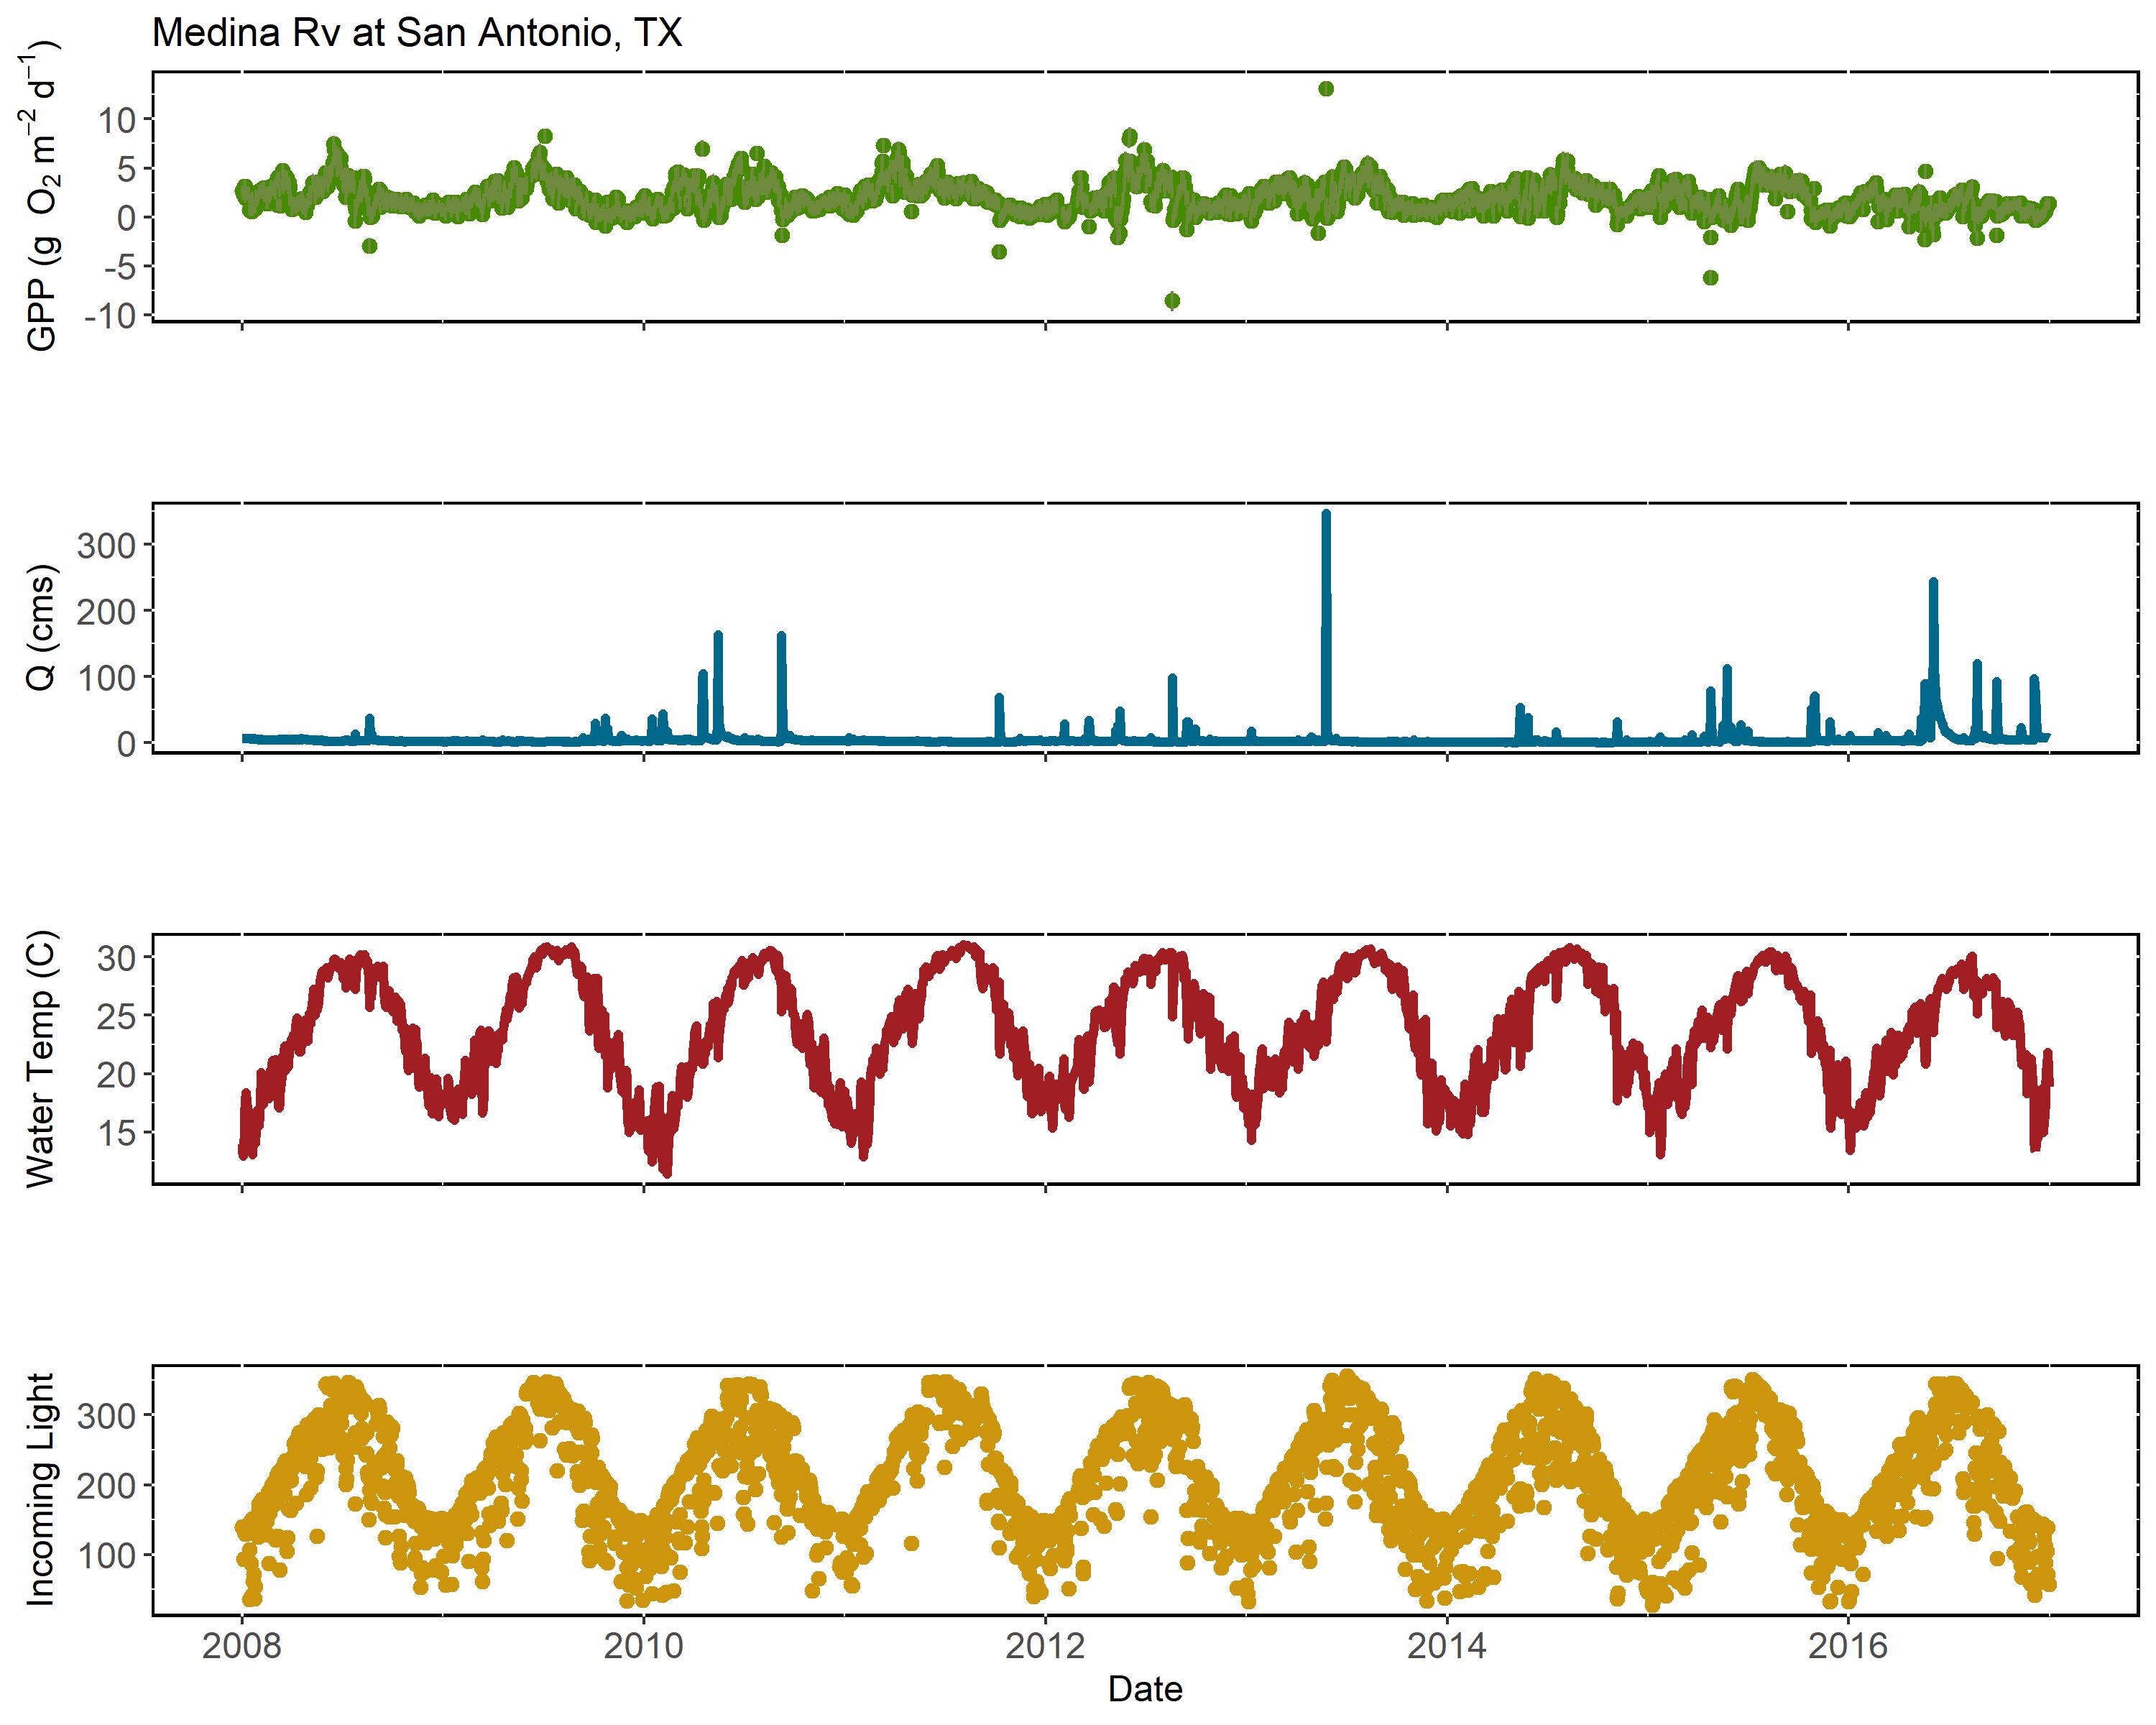 Medina Rv at San Antonio, TX
GPP (g O₂ m⁻² d⁻¹)
10
5
0
-5
-10
Q (cms)
300
200
100
0
Water Temp (C)
30
25
20
15
Incoming Light
300
200
100
2008 2010 2012 2014 2016
Date